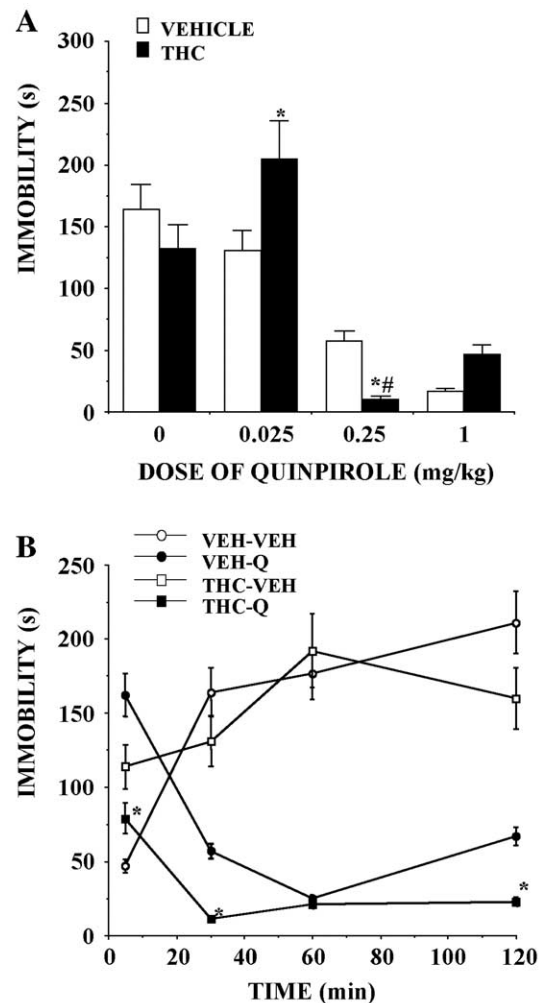 A
VEHICLE
THC
300
250
200
150
100
50
0
IMMOBILITY (s)
*
*#
0 0.025 0.25 1
DOSE OF QUINPIROLE (mg/kg)
B
VEH-VEH
VEH-Q
THC-VEH
THC-Q
250
200
150
100
50
0
IMMOBILITY (s)
*
*
*
0 20 40 60 80 100 120
TIME (min)